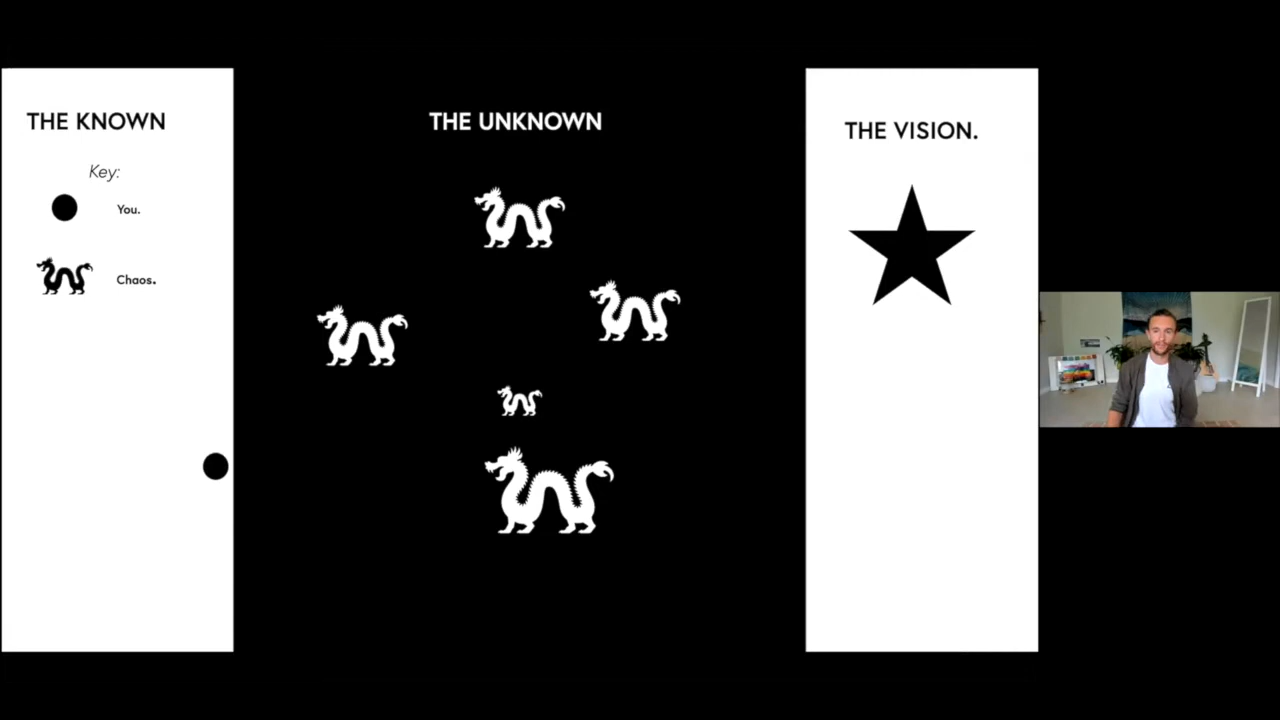 THE KNOWN
Key:
You.
Chaos.
THE UNKNOWN
THE VISION.